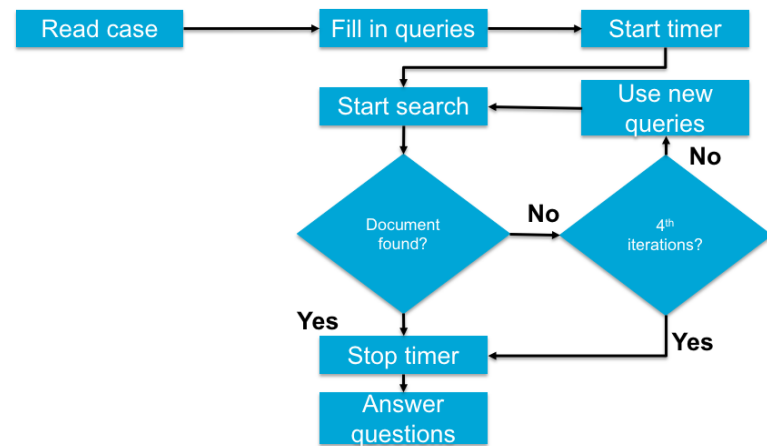 Read case
Fill in queries
Start timer
Start search
Use new
queries
No
Document
found?
No
4th
iterations?
Yes
Yes
Stop timer
Answer
questions